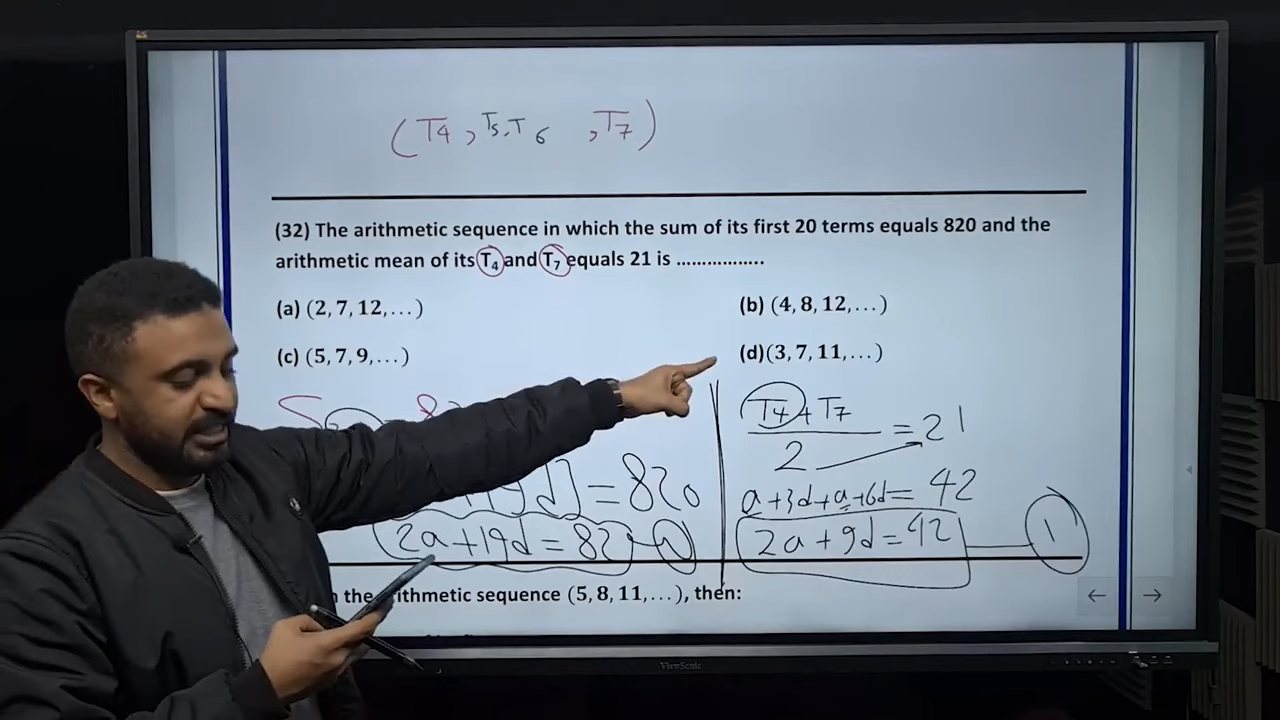 (T4, T5, T6, T7)
(32) The arithmetic sequence in which the sum of its first 20 terms equals 820 and the
arithmetic mean of its T₄ and T₇ equals 21 is ................
(a) (2, 7, 12, ...)
(b) (4, 8, 12, ...)
(c) (5, 7, 9, ...)
(d)(3, 7, 11, ...)
T4+T7
= 21
2
9d] = 820
a+3d+a+6d= 42
2a+19d = 82
2a+9d=42
1
the arithmetic sequence (5, 8, 11, ...), then:
← →
ViewSonic